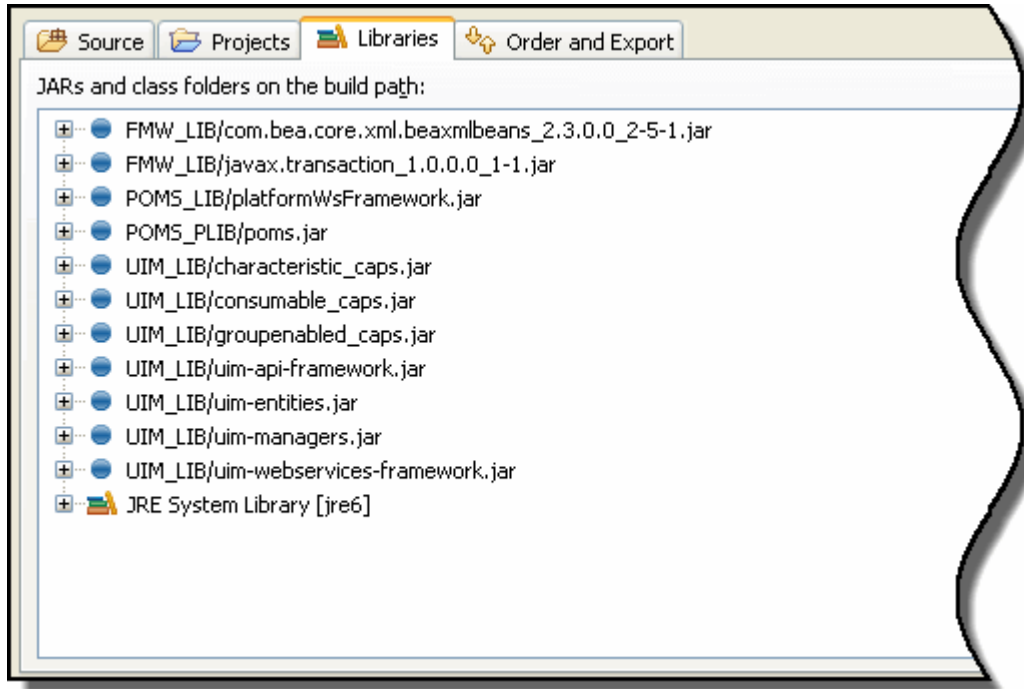 Source Projects Libraries Order and Export
JARs and class folders on the build path:
FMW_LIB/com.bea.core.xml.beaxmlbeans_2.3.0.0_2-5-1.jar
FMW_LIB/javax.transaction_1.0.0.0_1-1.jar
POMS_LIB/platformWsFramework.jar
POMS_PLIB/poms.jar
UIM_LIB/characteristic_caps.jar
UIM_LIB/consumable_caps.jar
UIM_LIB/groupenabled_caps.jar
UIM_LIB/uim-api-framework.jar
UIM_LIB/uim-entities.jar
UIM_LIB/uim-managers.jar
UIM_LIB/uim-webservices-framework.jar
JRE System Library [jre6]